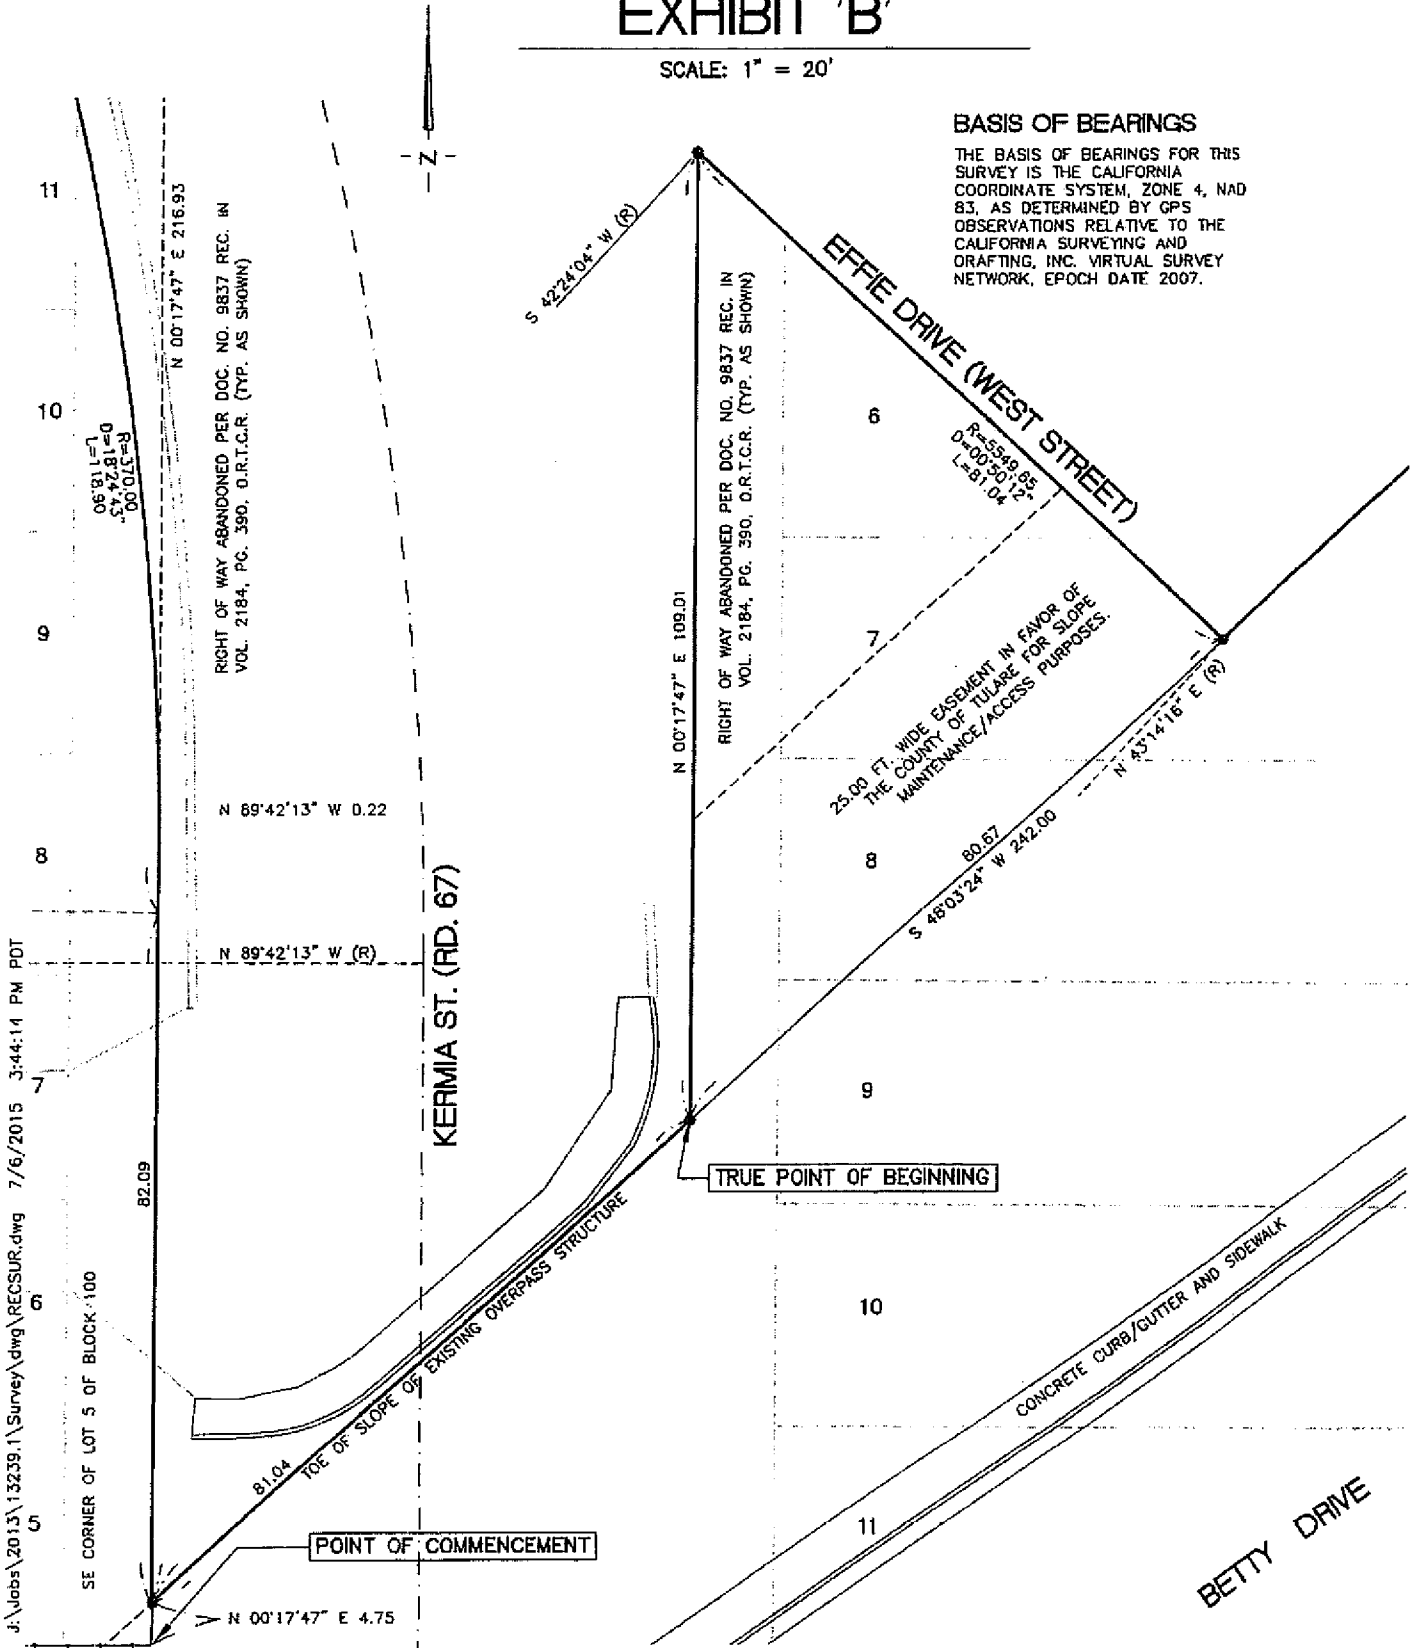 EXHIBIT 'B'
SCALE: 1" = 20'
BASIS OF BEARINGS
THE BASIS OF BEARINGS FOR THIS
SURVEY IS THE CALIFORNIA
COORDINATE SYSTEM, ZONE 4, NAD
83, AS DETERMINED BY GPS
OBSERVATIONS RELATIVE TO THE
CALIFORNIA SURVEYING AND
DRAFTING, INC. VIRTUAL SURVEY
NETWORK, EPOCH DATE 2007.
Z
11
10
9
8
7
6
5
N 00°17'47" E 216.93
RIGHT OF WAY ABANDONED PER DOC. NO. 9837 REC. IN
VOL. 2184, PG. 390, O.R.T.C.R. (TYP. AS SHOWN)
R=370.00
D=18°24'43"
L=118.90
S 42°24'04" W (R)
N 00°17'47" E 109.01
RIGHT OF WAY ABANDONED PER DOC. NO. 9837 REC. IN
VOL. 2184, PG. 390, O.R.T.C.R. (TYP. AS SHOWN)
EFFIE DRIVE (WEST STREET)
R=5549.65
D=00°50'12"
L=81.04
6
7
8
9
10
11
25.00 FT. WIDE EASEMENT IN FAVOR OF
THE COUNTY OF TULARE FOR SLOPE
MAINTENANCE/ACCESS PURPOSES.
N 43°14'16" E (R)
80.67
S 48°03'24" W 242.00
N 89°42'13" W 0.22
N 89°42'13" W (R)
KERMIA ST. (RD. 67)
TRUE POINT OF BEGINNING
82.09
81.04
TOE OF SLOPE OF EXISTING OVERPASS STRUCTURE
CONCRETE CURB/GUTTER AND SIDEWALK
BETTY DRIVE
SE CORNER OF LOT 5 OF BLOCK 100
POINT OF COMMENCEMENT
N 00°17'47" E 4.75
J:\Jobs\2013\13239.1\Survey\dwg\RECSUR.dwg 7/6/2015 3:44:14 PM PDT